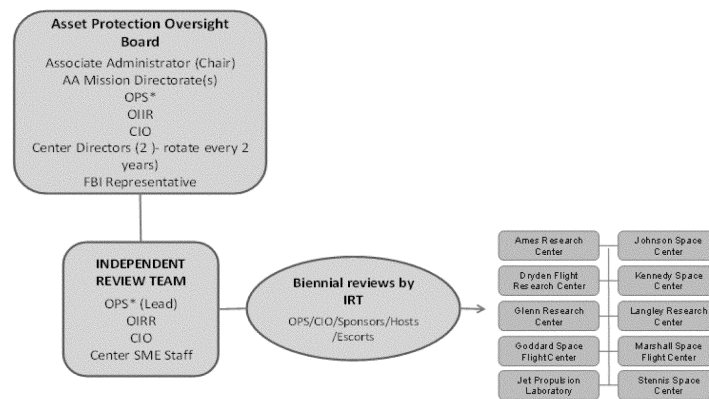 Asset Protection Oversight
Board
Associate Administrator (Chair)
AA Mission Directorate(s)
OPS*
OIIR
CIO
Center Directors (2 )- rotate every 2
years)
FBI Representative
INDEPENDENT
REVIEW TEAM
OPS* (Lead)
OIRR
CIO
Center SME Staff
Biennial reviews by
IRT
OPS/CIO/Sponsors/Hosts
/Escorts
Ames Research
Center
Johnson Space
Center
Dryden Flight
Research Center
Kennedy Space
Center
Glenn Research
Center
Langley Research
Center
Goddard Space
FlightCenter
Marshall Space
Flight Center
Jet Propulsion
Laboratory
Stennis Space
Center